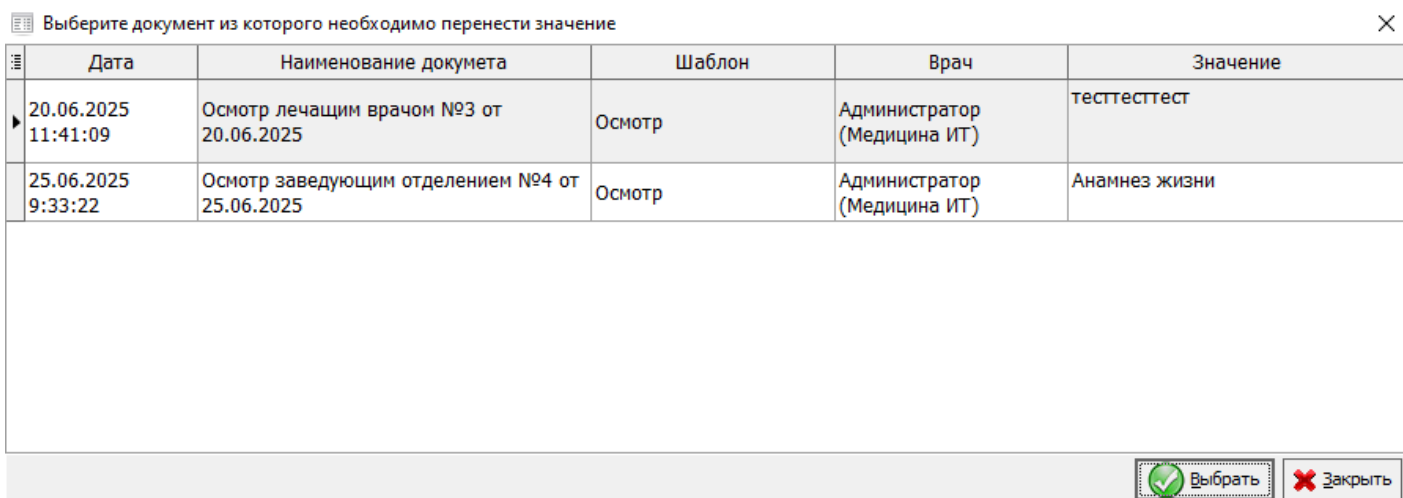 Выберите документ из которого необходимо перенести значение
Дата Наименование докумета Шаблон Врач Значение
20.06.2025 11:41:09 Осмотр лечащим врачом №3 от 20.06.2025 Осмотр Администратор (Медицина ИТ) тесттесттест
25.06.2025 9:33:22 Осмотр заведующим отделением №4 от 25.06.2025 Осмотр Администратор (Медицина ИТ) Анамнез жизни
Выбрать Закрыть